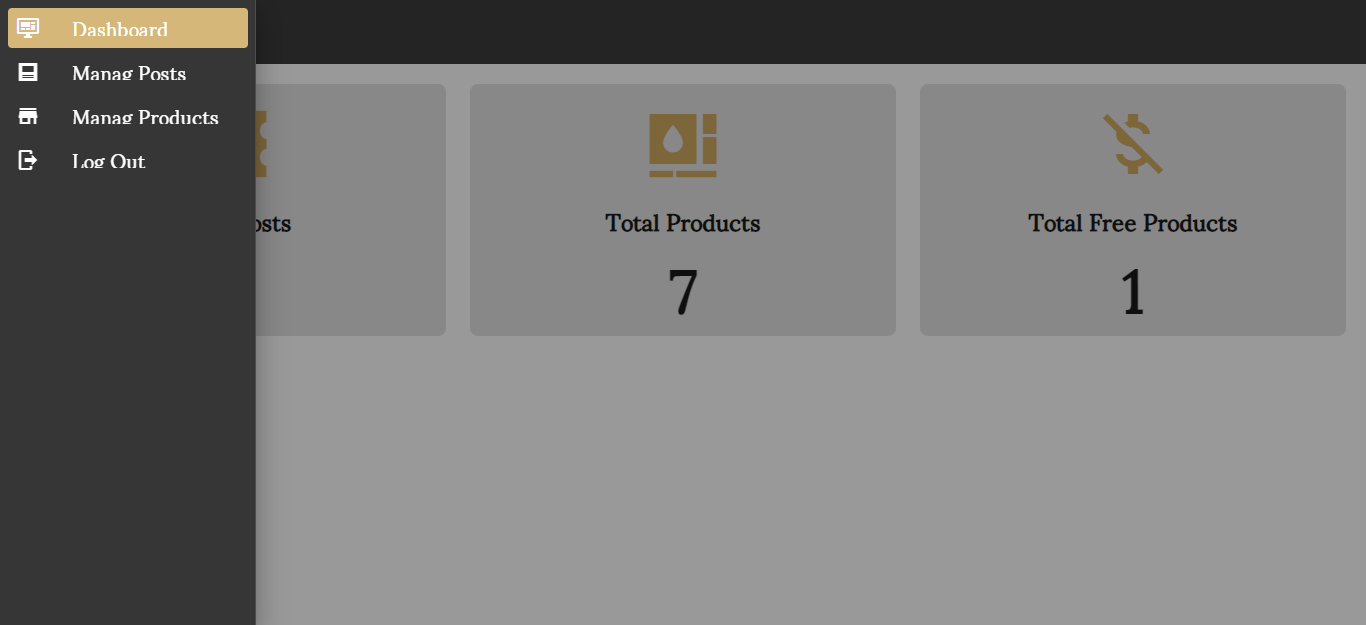 Dashboard
Manag Posts
Manag Products
Log Out
osts
Total Products
7
Total Free Products
1